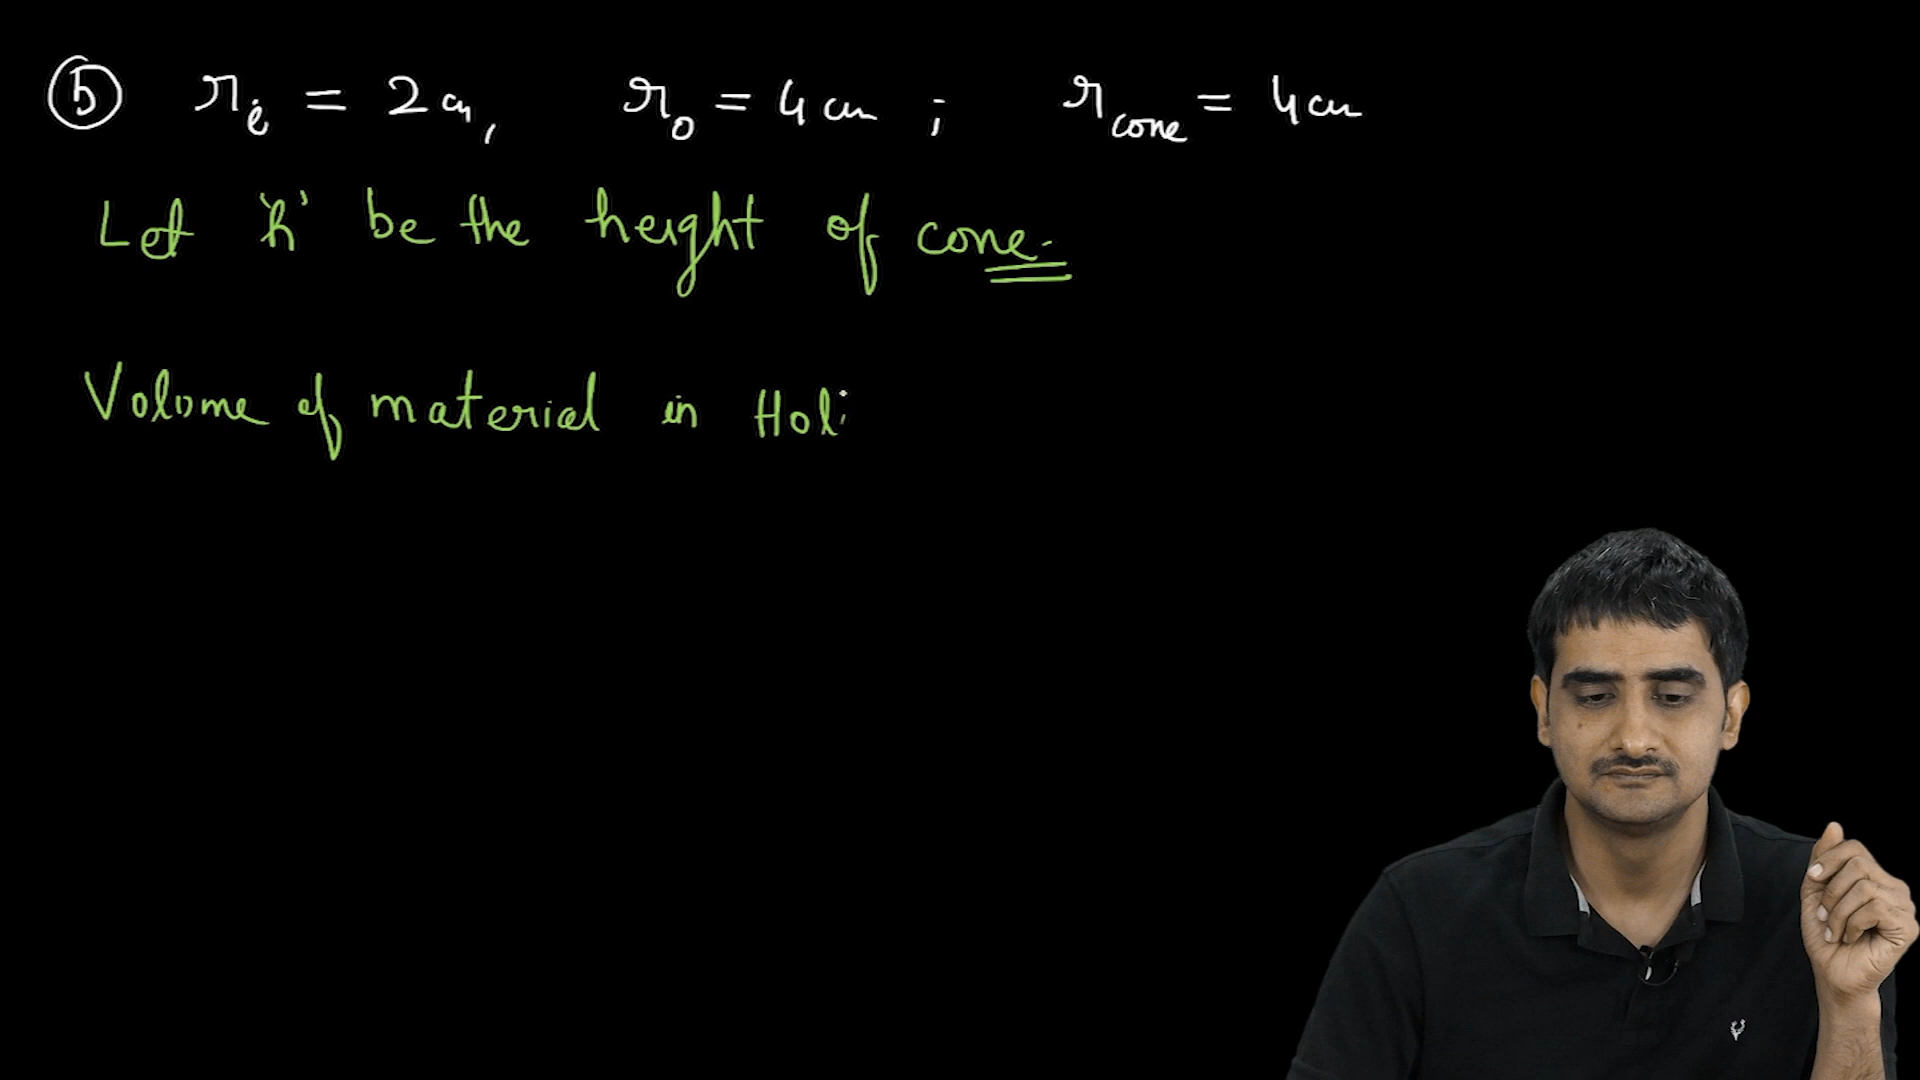 ⑤ r_i = 2 cm, r_o = 4 cm ; r_cone = 4 cm
Let 'h' be the height of cone.
Volume of material in Holi